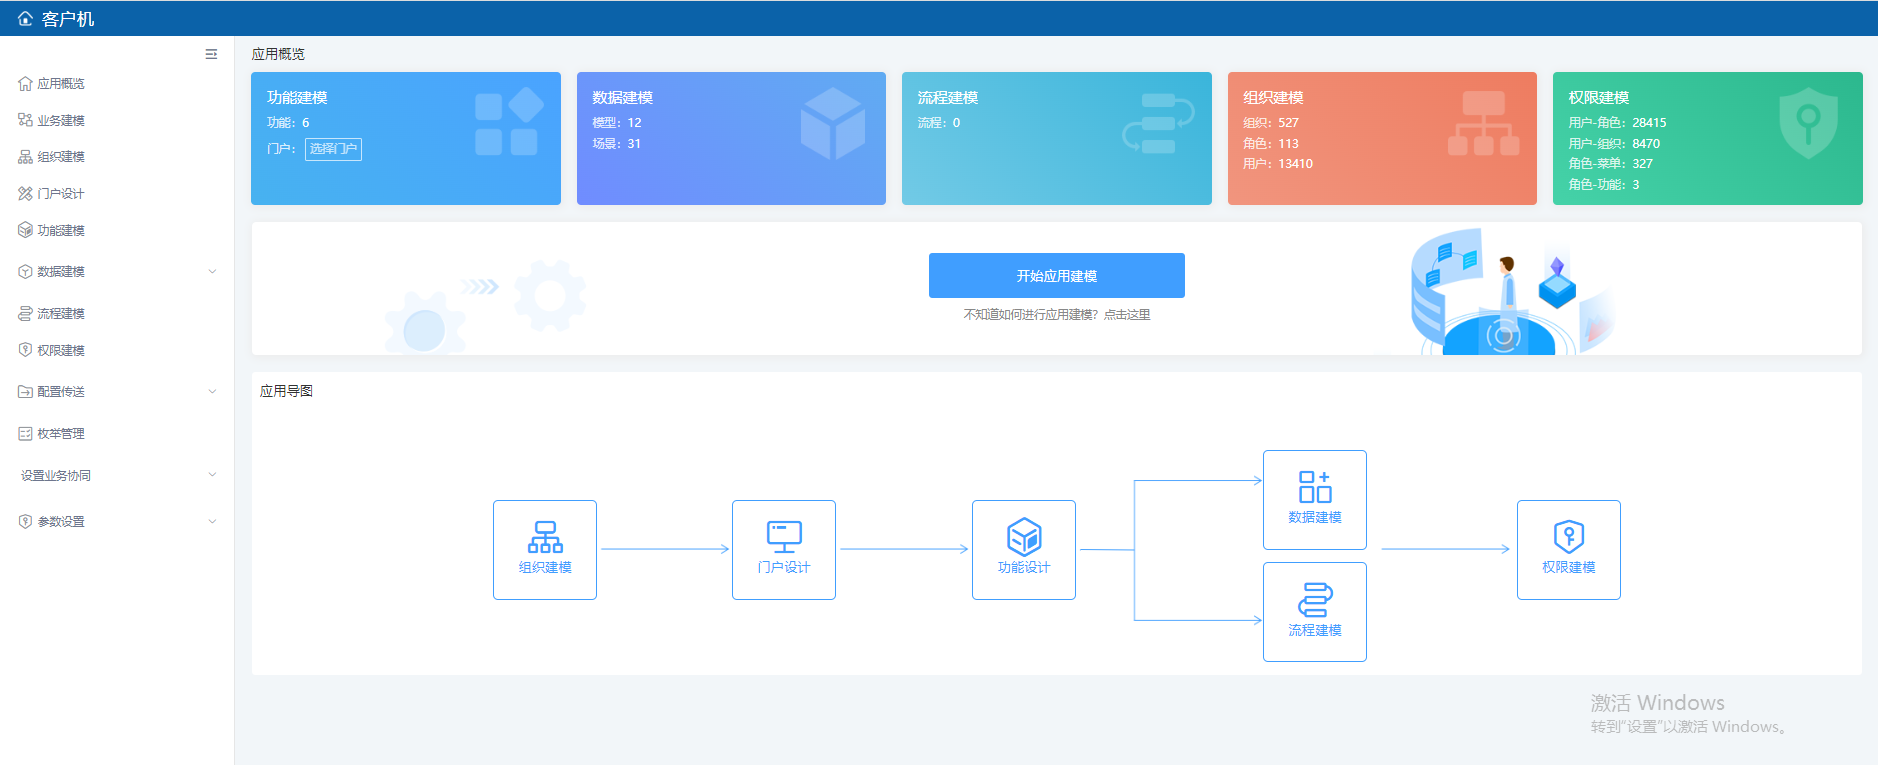 客户机
应用概览
业务建模
组织建模
门户设计
功能建模
数据建模
流程建模
权限建模
配置传送
枚举管理
设置业务协同
参数设置
应用概览
功能建模
功能：6
门户：选择门户
数据建模
模型：12
场景：31
流程建模
流程：0
组织建模
组织：527
角色：113
用户：13410
权限建模
用户-角色：28415
用户-组织：8470
角色-菜单：327
角色-功能：3
开始应用建模
不知道如何进行应用建模？点击这里
应用导图
组织建模
门户设计
功能设计
数据建模
流程建模
权限建模
激活 Windows
转到“设置”以激活 Windows。